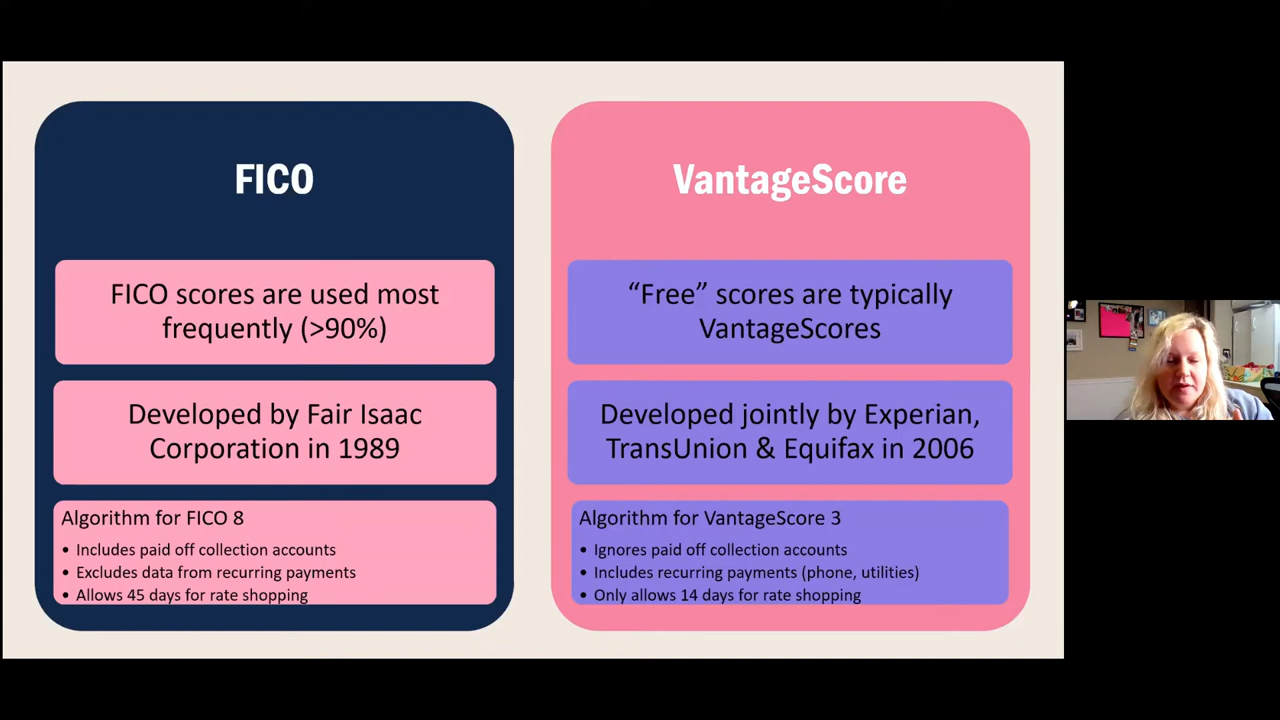 FICO
FICO scores are used most
frequently (>90%)
Developed by Fair Isaac
Corporation in 1989
Algorithm for FICO 8
• Includes paid off collection accounts
• Excludes data from recurring payments
• Allows 45 days for rate shopping
VantageScore
“Free” scores are typically
VantageScores
Developed jointly by Experian,
TransUnion & Equifax in 2006
Algorithm for VantageScore 3
• Ignores paid off collection accounts
• Includes recurring payments (phone, utilities)
• Only allows 14 days for rate shopping